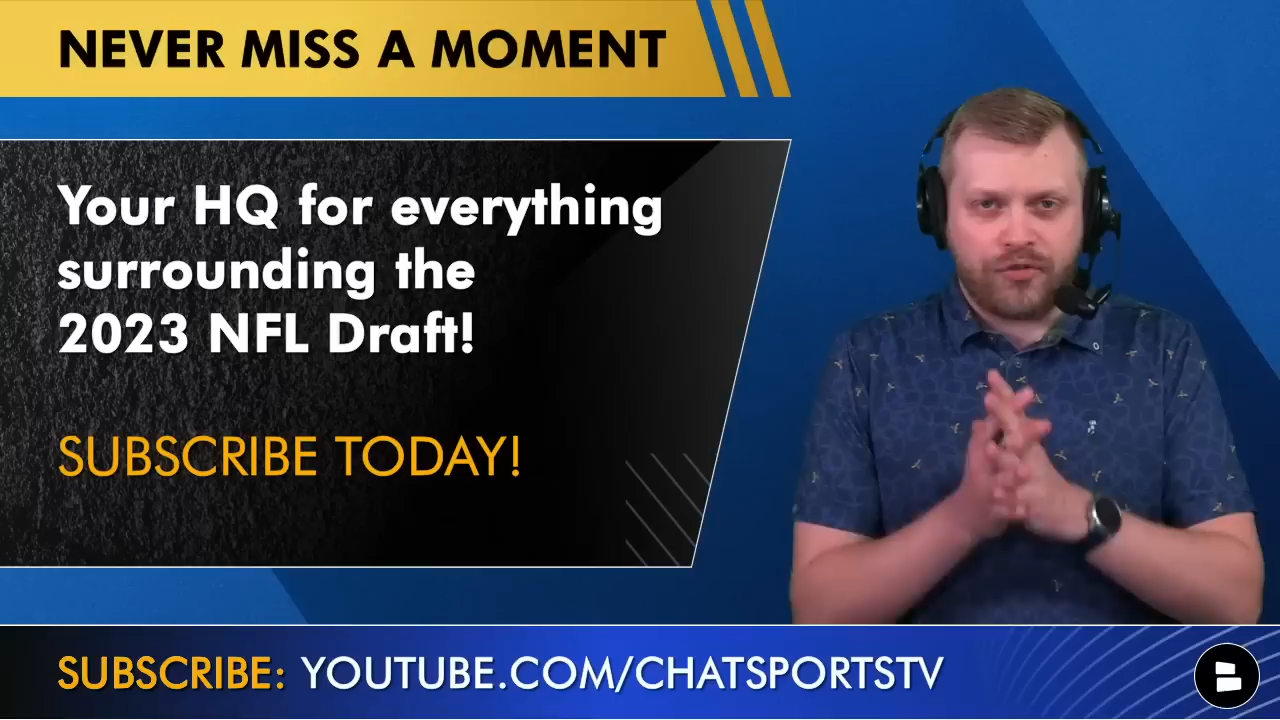 NEVER MISS A MOMENT
Your HQ for everything
surrounding the
2023 NFL Draft!
SUBSCRIBE TODAY!
SUBSCRIBE: YOUTUBE.COM/CHATSPORTSTV